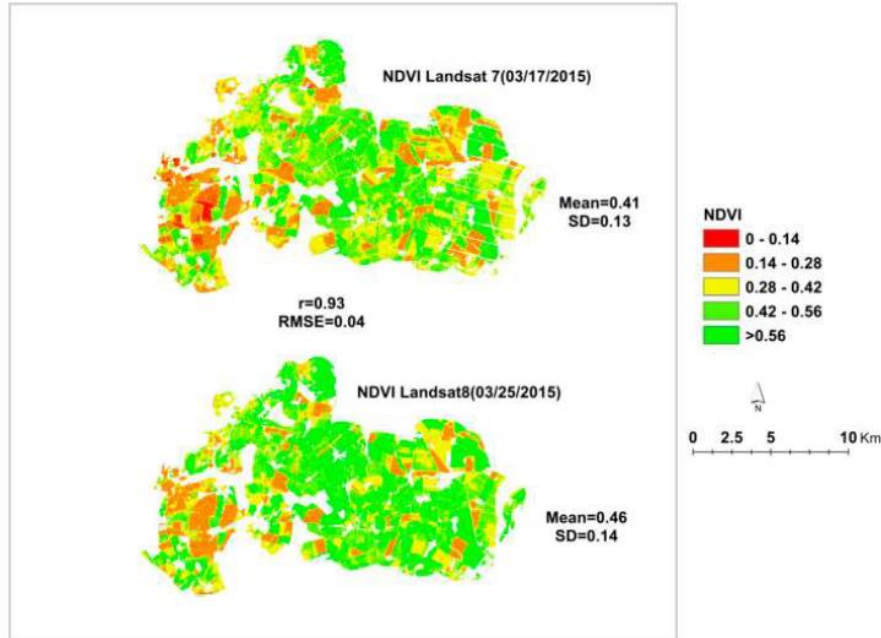 NDVI Landsat 7(03/17/2015)
Mean=0.41
SD=0.13
r=0.93
RMSE=0.04
NDVI Landsat8(03/25/2015)
Mean=0.46
SD=0.14
NDVI
0 - 0.14
0.14 - 0.28
0.28 - 0.42
0.42 - 0.56
>0.56
N
0 2.5 5 10 Km